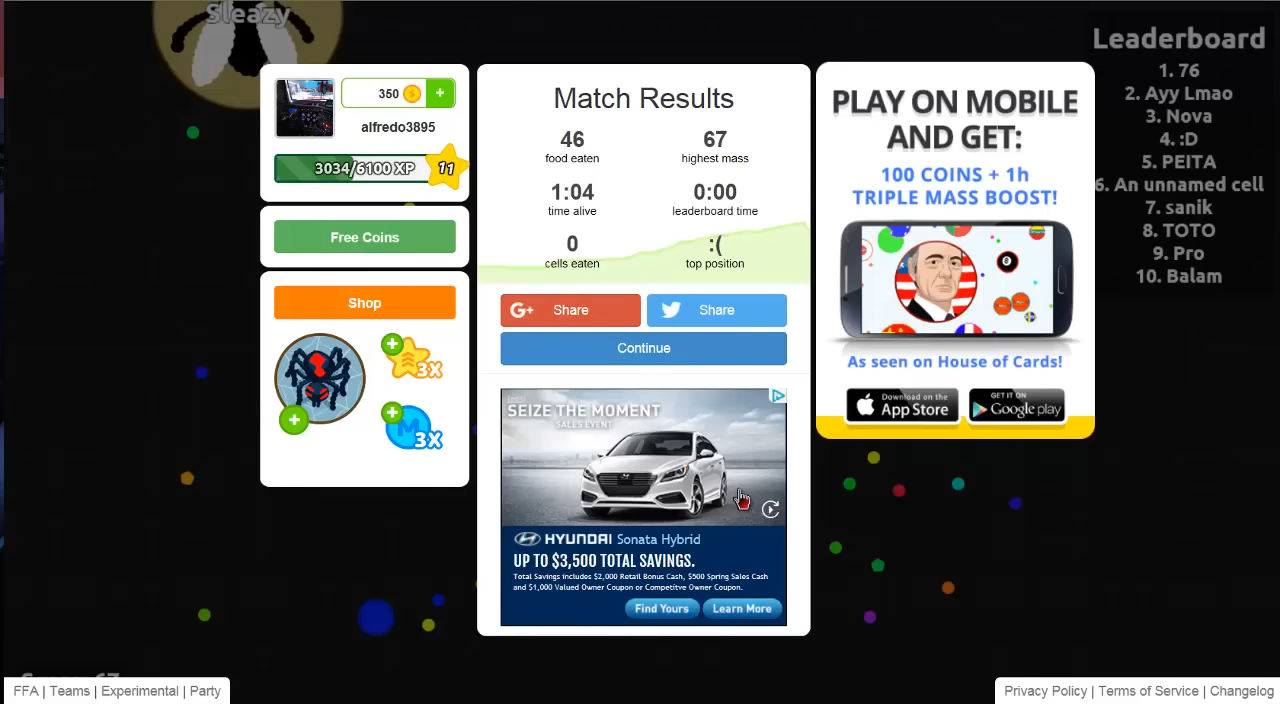 Sleazy
350
+
alfredo3895
3034/6100 XP
11
Free Coins
Shop
3X
M
3X
Match Results
46
food eaten
67
highest mass
1:04
time alive
0:00
leaderboard time
0
cells eaten
:(
top position
G+ Share
Share
Continue
SEIZE THE MOMENT
SALES EVENT
HYUNDAI Sonata Hybrid
UP TO $3,500 TOTAL SAVINGS.
Total Savings includes $2,000 Retail Bonus Cash, $500 Spring Sales Cash
and $1,000 Valued Owner Coupon or Competitve Owner Coupon.
Find Yours
Learn More
PLAY ON MOBILE
AND GET:
100 COINS + 1h
TRIPLE MASS BOOST!
8
As seen on House of Cards!
Download on the
App Store
GET IT ON
Google play
Leaderboard
1. 76
2. Ayy Lmao
3. Nova
4. :D
5. PEITA
6. An unnamed cell
7. sanik
8. TOTO
9. Pro
10. Balam
FFA | Teams | Experimental | Party
Privacy Policy | Terms of Service | Changelog